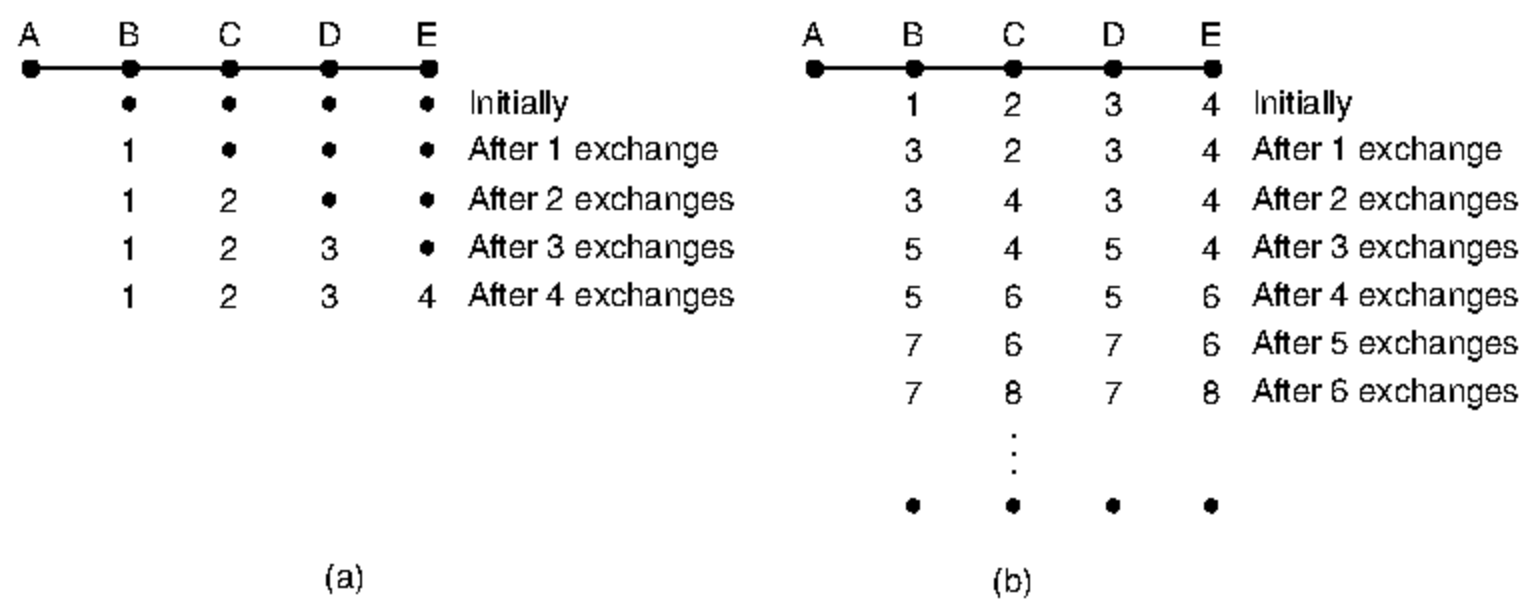 A B C D E
• • • • Initially
1 • • • After 1 exchange
1 2 • • After 2 exchanges
1 2 3 • After 3 exchanges
1 2 3 4 After 4 exchanges
(a)
A B C D E
1 2 3 4 Initially
3 2 3 4 After 1 exchange
3 4 3 4 After 2 exchanges
5 4 5 4 After 3 exchanges
5 6 5 6 After 4 exchanges
7 6 7 6 After 5 exchanges
7 8 7 8 After 6 exchanges
⋮
• • • •
(b)